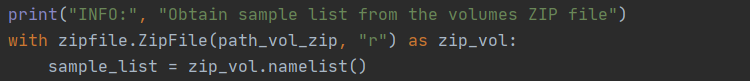 print("INFO:", "Obtain sample list from the volumes ZIP file")
with zipfile.ZipFile(path_vol_zip, "r") as zip_vol:
    sample_list = zip_vol.namelist()